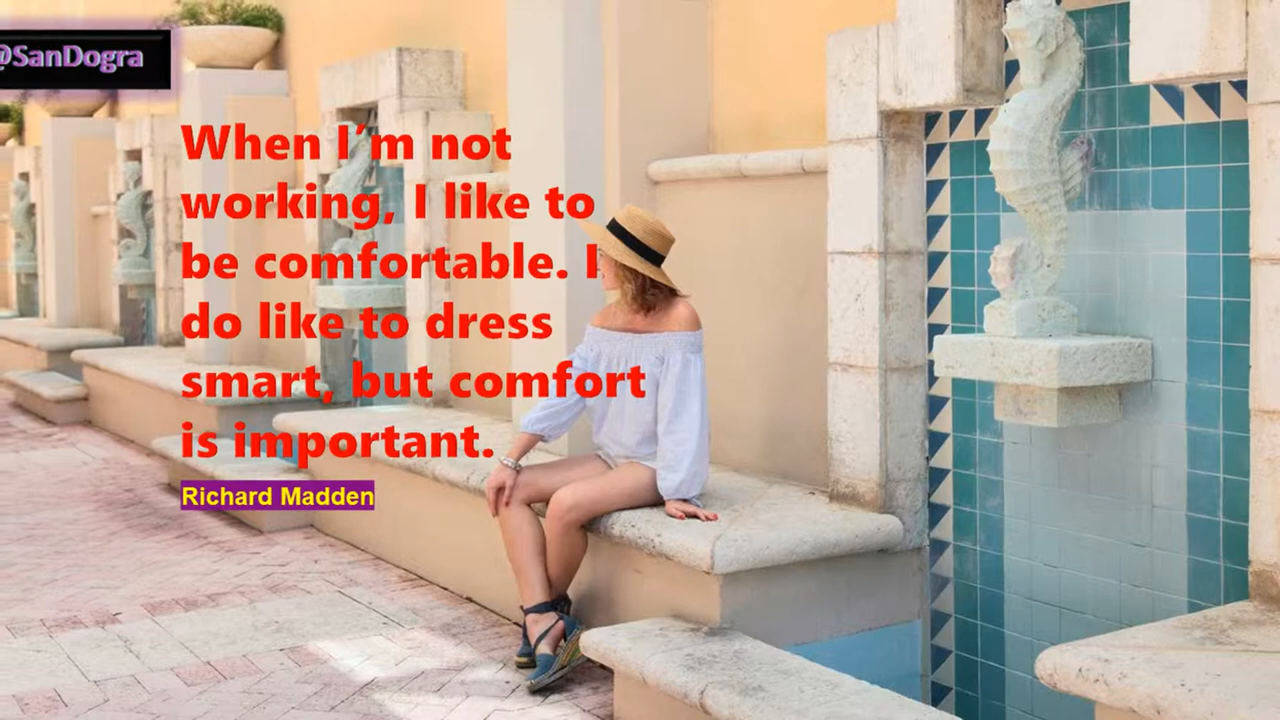 @SanDogra
When I'm not
working, I like to
be comfortable. I
do like to dress
smart, but comfort
is important.
Richard Madden